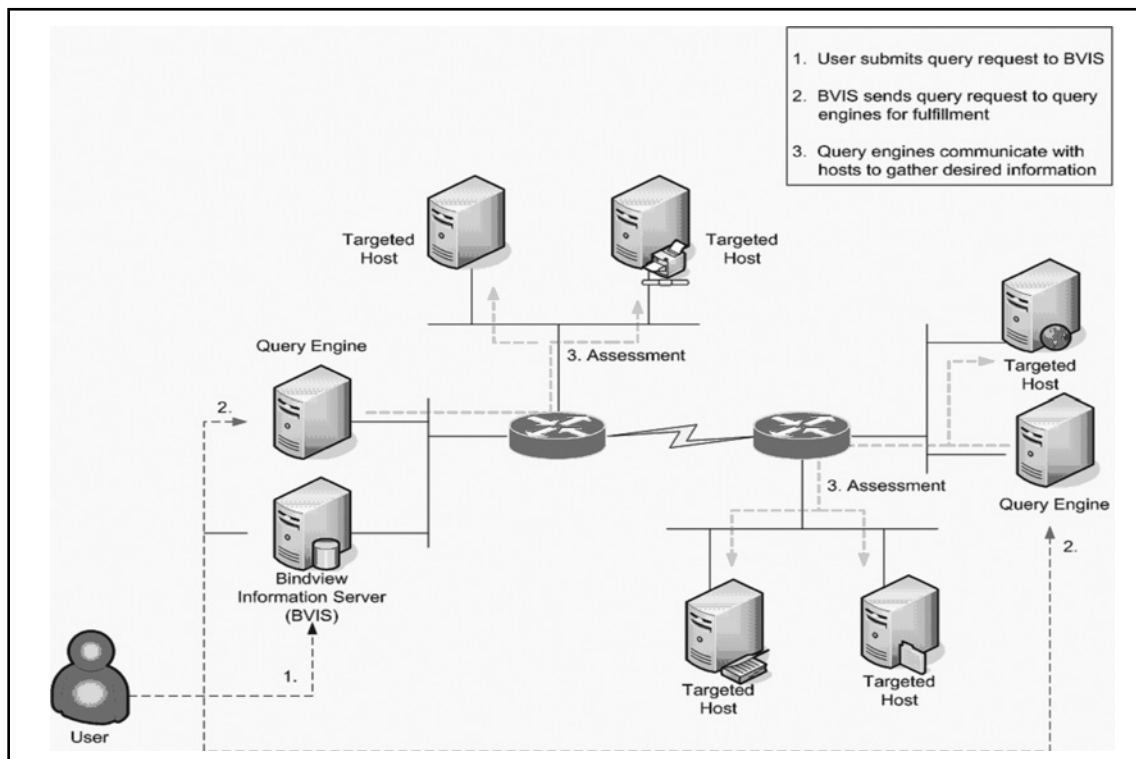 1. User submits query request to BVIS
2. BVIS sends query request to query
engines for fulfillment
3. Query engines communicate with
hosts to gather desired information
Targeted
Host
Targeted
Host
Query Engine
3. Assessment
Targeted
Host
2.
3. Assessment
Query Engine
2.
Bindview
Information Server
(BVIS)
1.
Targeted
Host
Targeted
Host
User